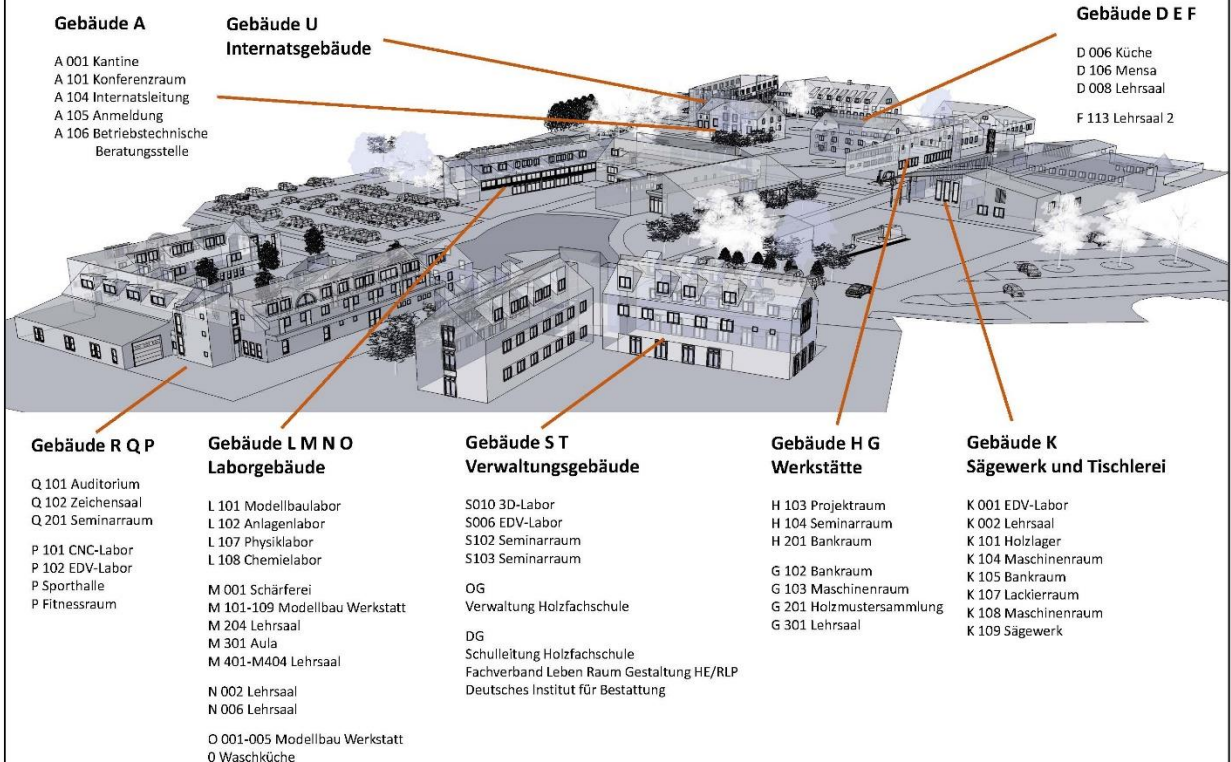 Gebäude A
A 001 Kantine
A 101 Konferenzraum
A 104 Internatsleitung
A 105 Anmeldung
A 106 Betriebstechnische
Beratungsstelle
Gebäude U
Internatsgebäude
Gebäude D E F
D 006 Küche
D 106 Mensa
D 008 Lehrsaal
F 113 Lehrsaal 2
Gebäude R Q P
Q 101 Auditorium
Q 102 Zeichensaal
Q 201 Seminarraum
P 101 CNC-Labor
P 102 EDV-Labor
P Sporthalle
P Fitnessraum
Gebäude L M N O
Laborgebäude
L 101 Modellbaulabor
L 102 Anlagenlabor
L 107 Physiklabor
L 108 Chemielabor
M 001 Schärferei
M 101-109 Modellbau Werkstatt
M 204 Lehrsaal
M 301 Aula
M 401-M404 Lehrsaal
N 002 Lehrsaal
N 006 Lehrsaal
O 001-005 Modellbau Werkstatt
0 Waschküche
Gebäude S T
Verwaltungsgebäude
S010 3D-Labor
S006 EDV-Labor
S102 Seminarraum
S103 Seminarraum
OG
Verwaltung Holzfachschule
DG
Schulleitung Holzfachschule
Fachverband Leben Raum Gestaltung HE/RLP
Deutsches Institut für Bestattung
Gebäude H G
Werkstätte
H 103 Projektraum
H 104 Seminarraum
H 201 Bankraum
G 102 Bankraum
G 103 Maschinenraum
G 201 Holzmustersammlung
G 301 Lehrsaal
Gebäude K
Sägewerk und Tischlerei
K 001 EDV-Labor
K 002 Lehrsaal
K 101 Holzlager
K 104 Maschinenraum
K 105 Bankraum
K 107 Lackierraum
K 108 Maschinenraum
K 109 Sägewerk